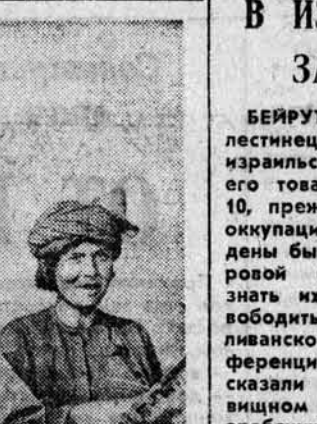 В ИЗ
ЗА
БЕЙРУТ
лестинец
израильс
его това
10, преж
оккупаци
дены бы
ровой
знать их
вободить
ливанско
ференци
сказали
вищном